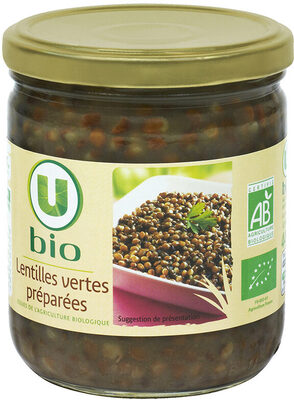 U
bio
Lentilles vertes
préparées
ISSUES DE L'AGRICULTURE BIOLOGIQUE
Suggestion de présentation
CERTIFIÉ
AB
AGRICULTURE
BIOLOGIQUE